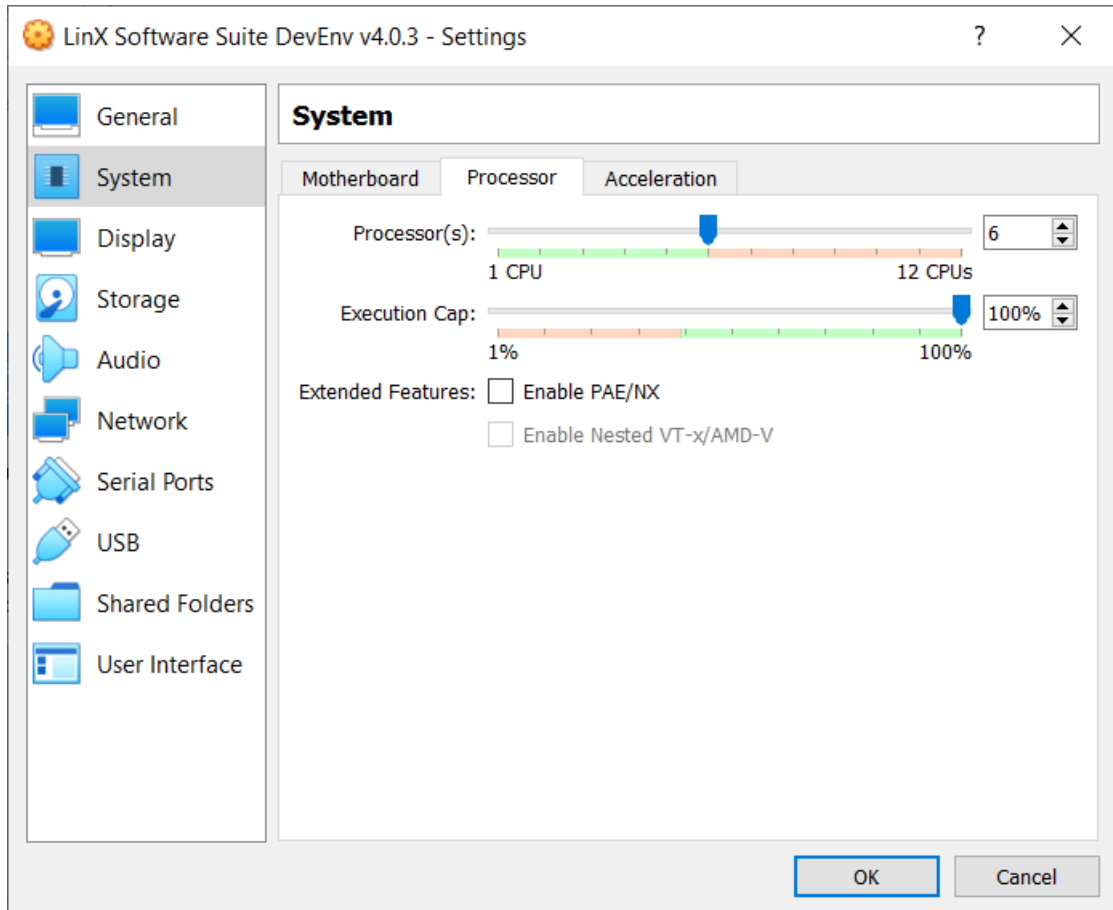 LinX Software Suite DevEnv v4.0.3 - Settings
?
General
System
Display
Storage
Audio
Network
Serial Ports
USB
Shared Folders
User Interface
System
Motherboard Processor Acceleration
Processor(s): 6
1 CPU 12 CPUs
Execution Cap: 100%
1% 100%
Extended Features: Enable PAE/NX
Enable Nested VT-x/AMD-V
OK Cancel